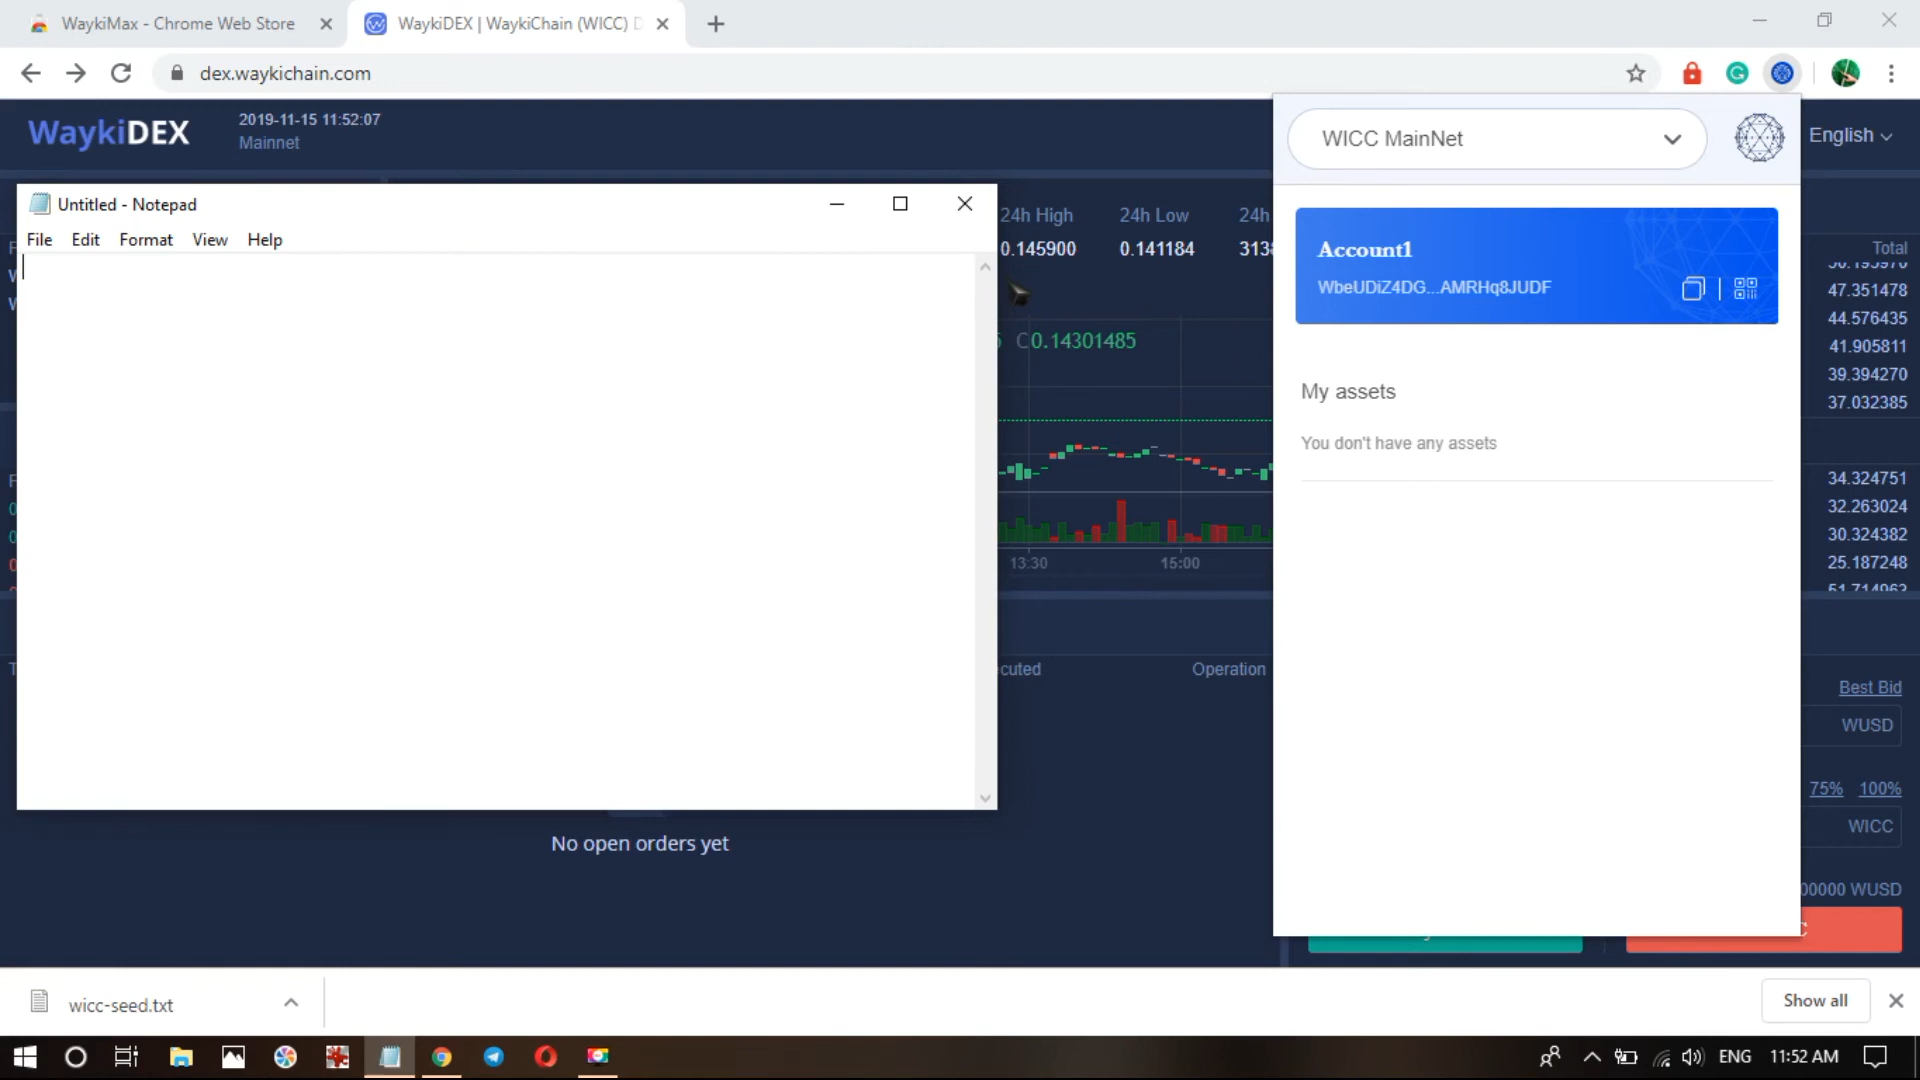 WaykiMax - Chrome Web Store
WaykiDEX | WaykiChain (WICC) D
dex.waykichain.com
WaykiDEX
2019-11-15 11:52:07
Mainnet
English
WICC MainNet
Untitled - Notepad
File Edit Format View Help
24h High
0.145900
24h Low
0.141184
24h
313
C0.14301485
13:30
15:00
Account1
WbeUDiZ4DG...AMRHq8JUDF
My assets
You don't have any assets
Total
47.351478
44.576435
41.905811
39.394270
37.032385
34.324751
32.263024
30.324382
25.187248
51.714963
cuted
Operation
No open orders yet
Best Bid
WUSD
75% 100%
WICC
00000 WUSD
wicc-seed.txt
Show all
ENG
11:52 AM